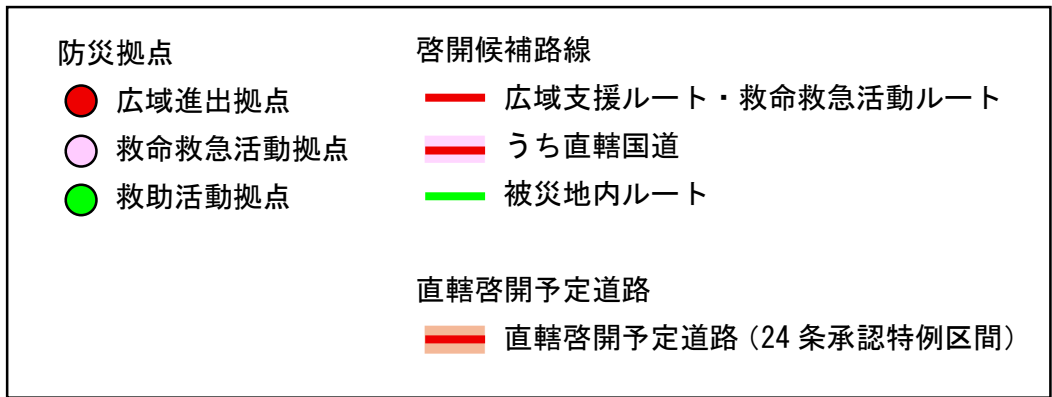 防災拠点
広域進出拠点
救命救急活動拠点
救助活動拠点
啓開候補路線
広域支援ルート・救命救急活動ルート
うち直轄国道
被災地内ルート
直轄啓開予定道路
直轄啓開予定道路（24条承認特例区間）